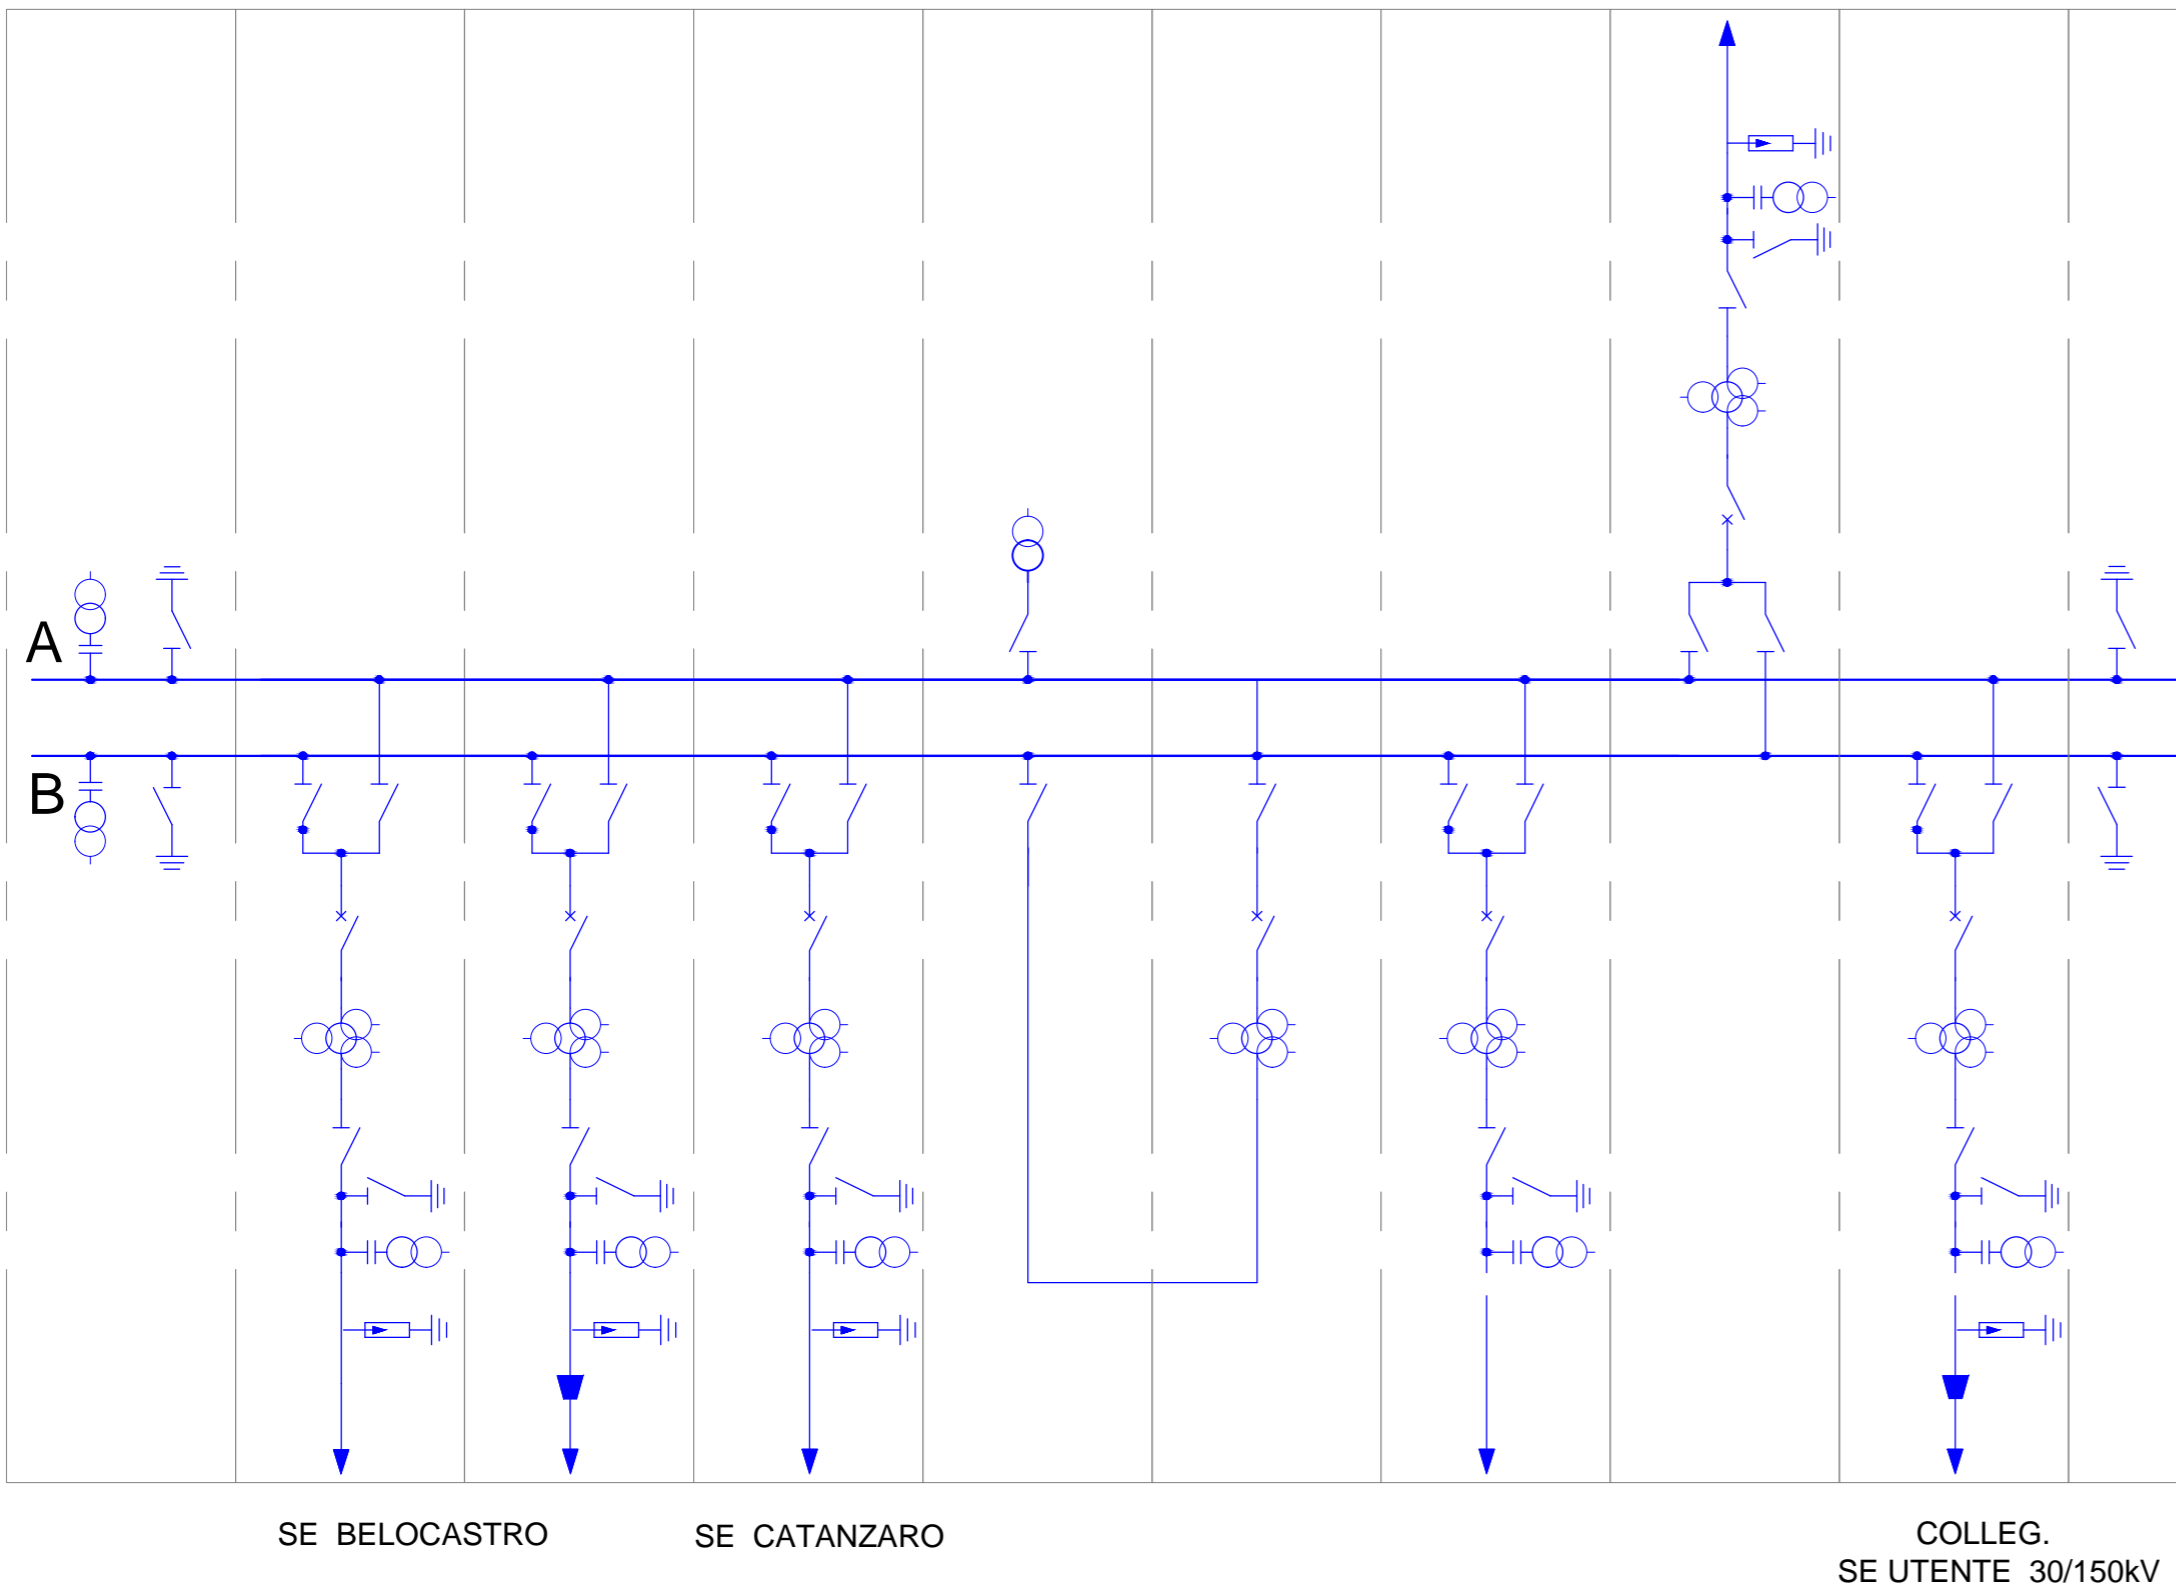 A
B
SE BELOCASTRO
SE CATANZARO
COLLEG.
SE UTENTE 30/150kV